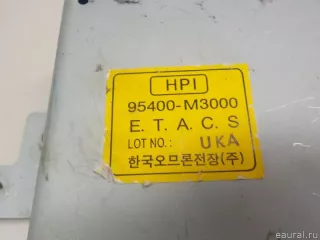 HPI
95400-M3000
E. T. A. C. S
LOT NO.: UKA
한국오므론전장(주)
© eaural.ru